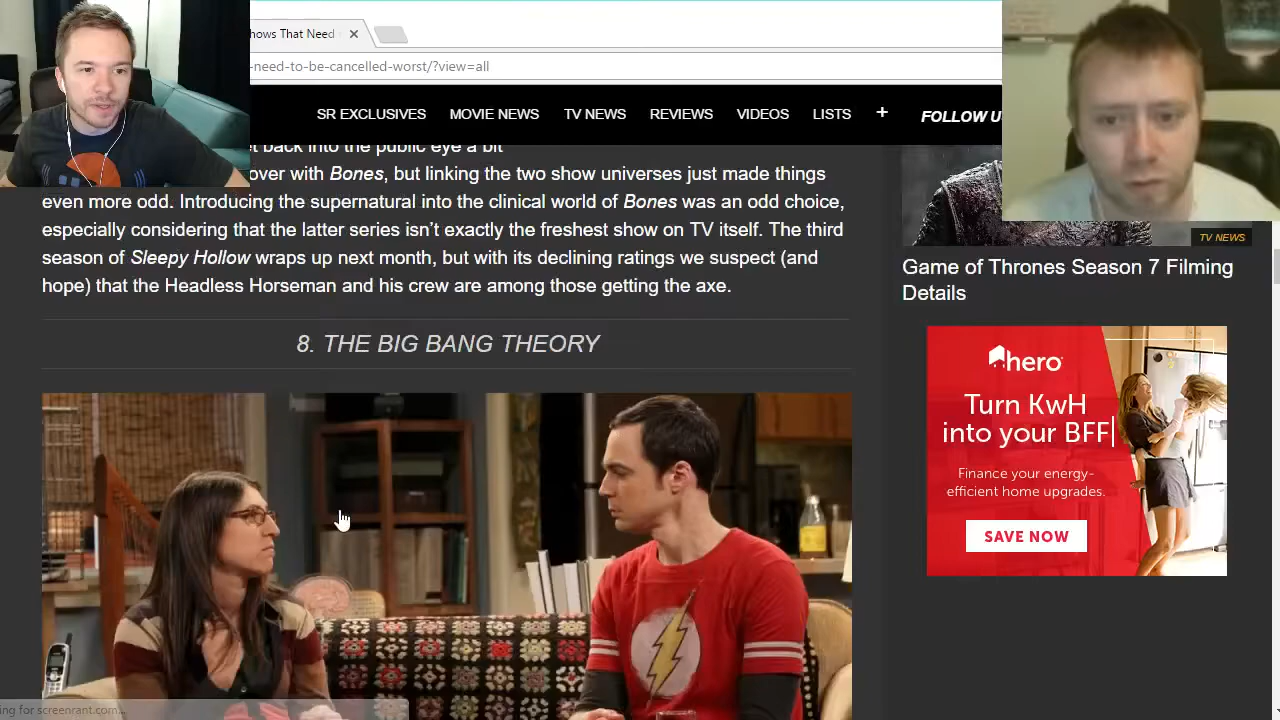 hows That Need
-need-to-be-cancelled-worst/?view=all
SR EXCLUSIVES MOVIE NEWS TV NEWS REVIEWS VIDEOS LISTS + FOLLOW U
t back into the public eye a bit
over with Bones, but linking the two show universes just made things
even more odd. Introducing the supernatural into the clinical world of Bones was an odd choice,
especially considering that the latter series isn't exactly the freshest show on TV itself. The third
season of Sleepy Hollow wraps up next month, but with its declining ratings we suspect (and
hope) that the Headless Horseman and his crew are among those getting the axe.
8. THE BIG BANG THEORY
TV NEWS
Game of Thrones Season 7 Filming
Details
hero
Turn KwH
into your BFF
Finance your energy-
efficient home upgrades.
SAVE NOW
ing for screenrant.com...